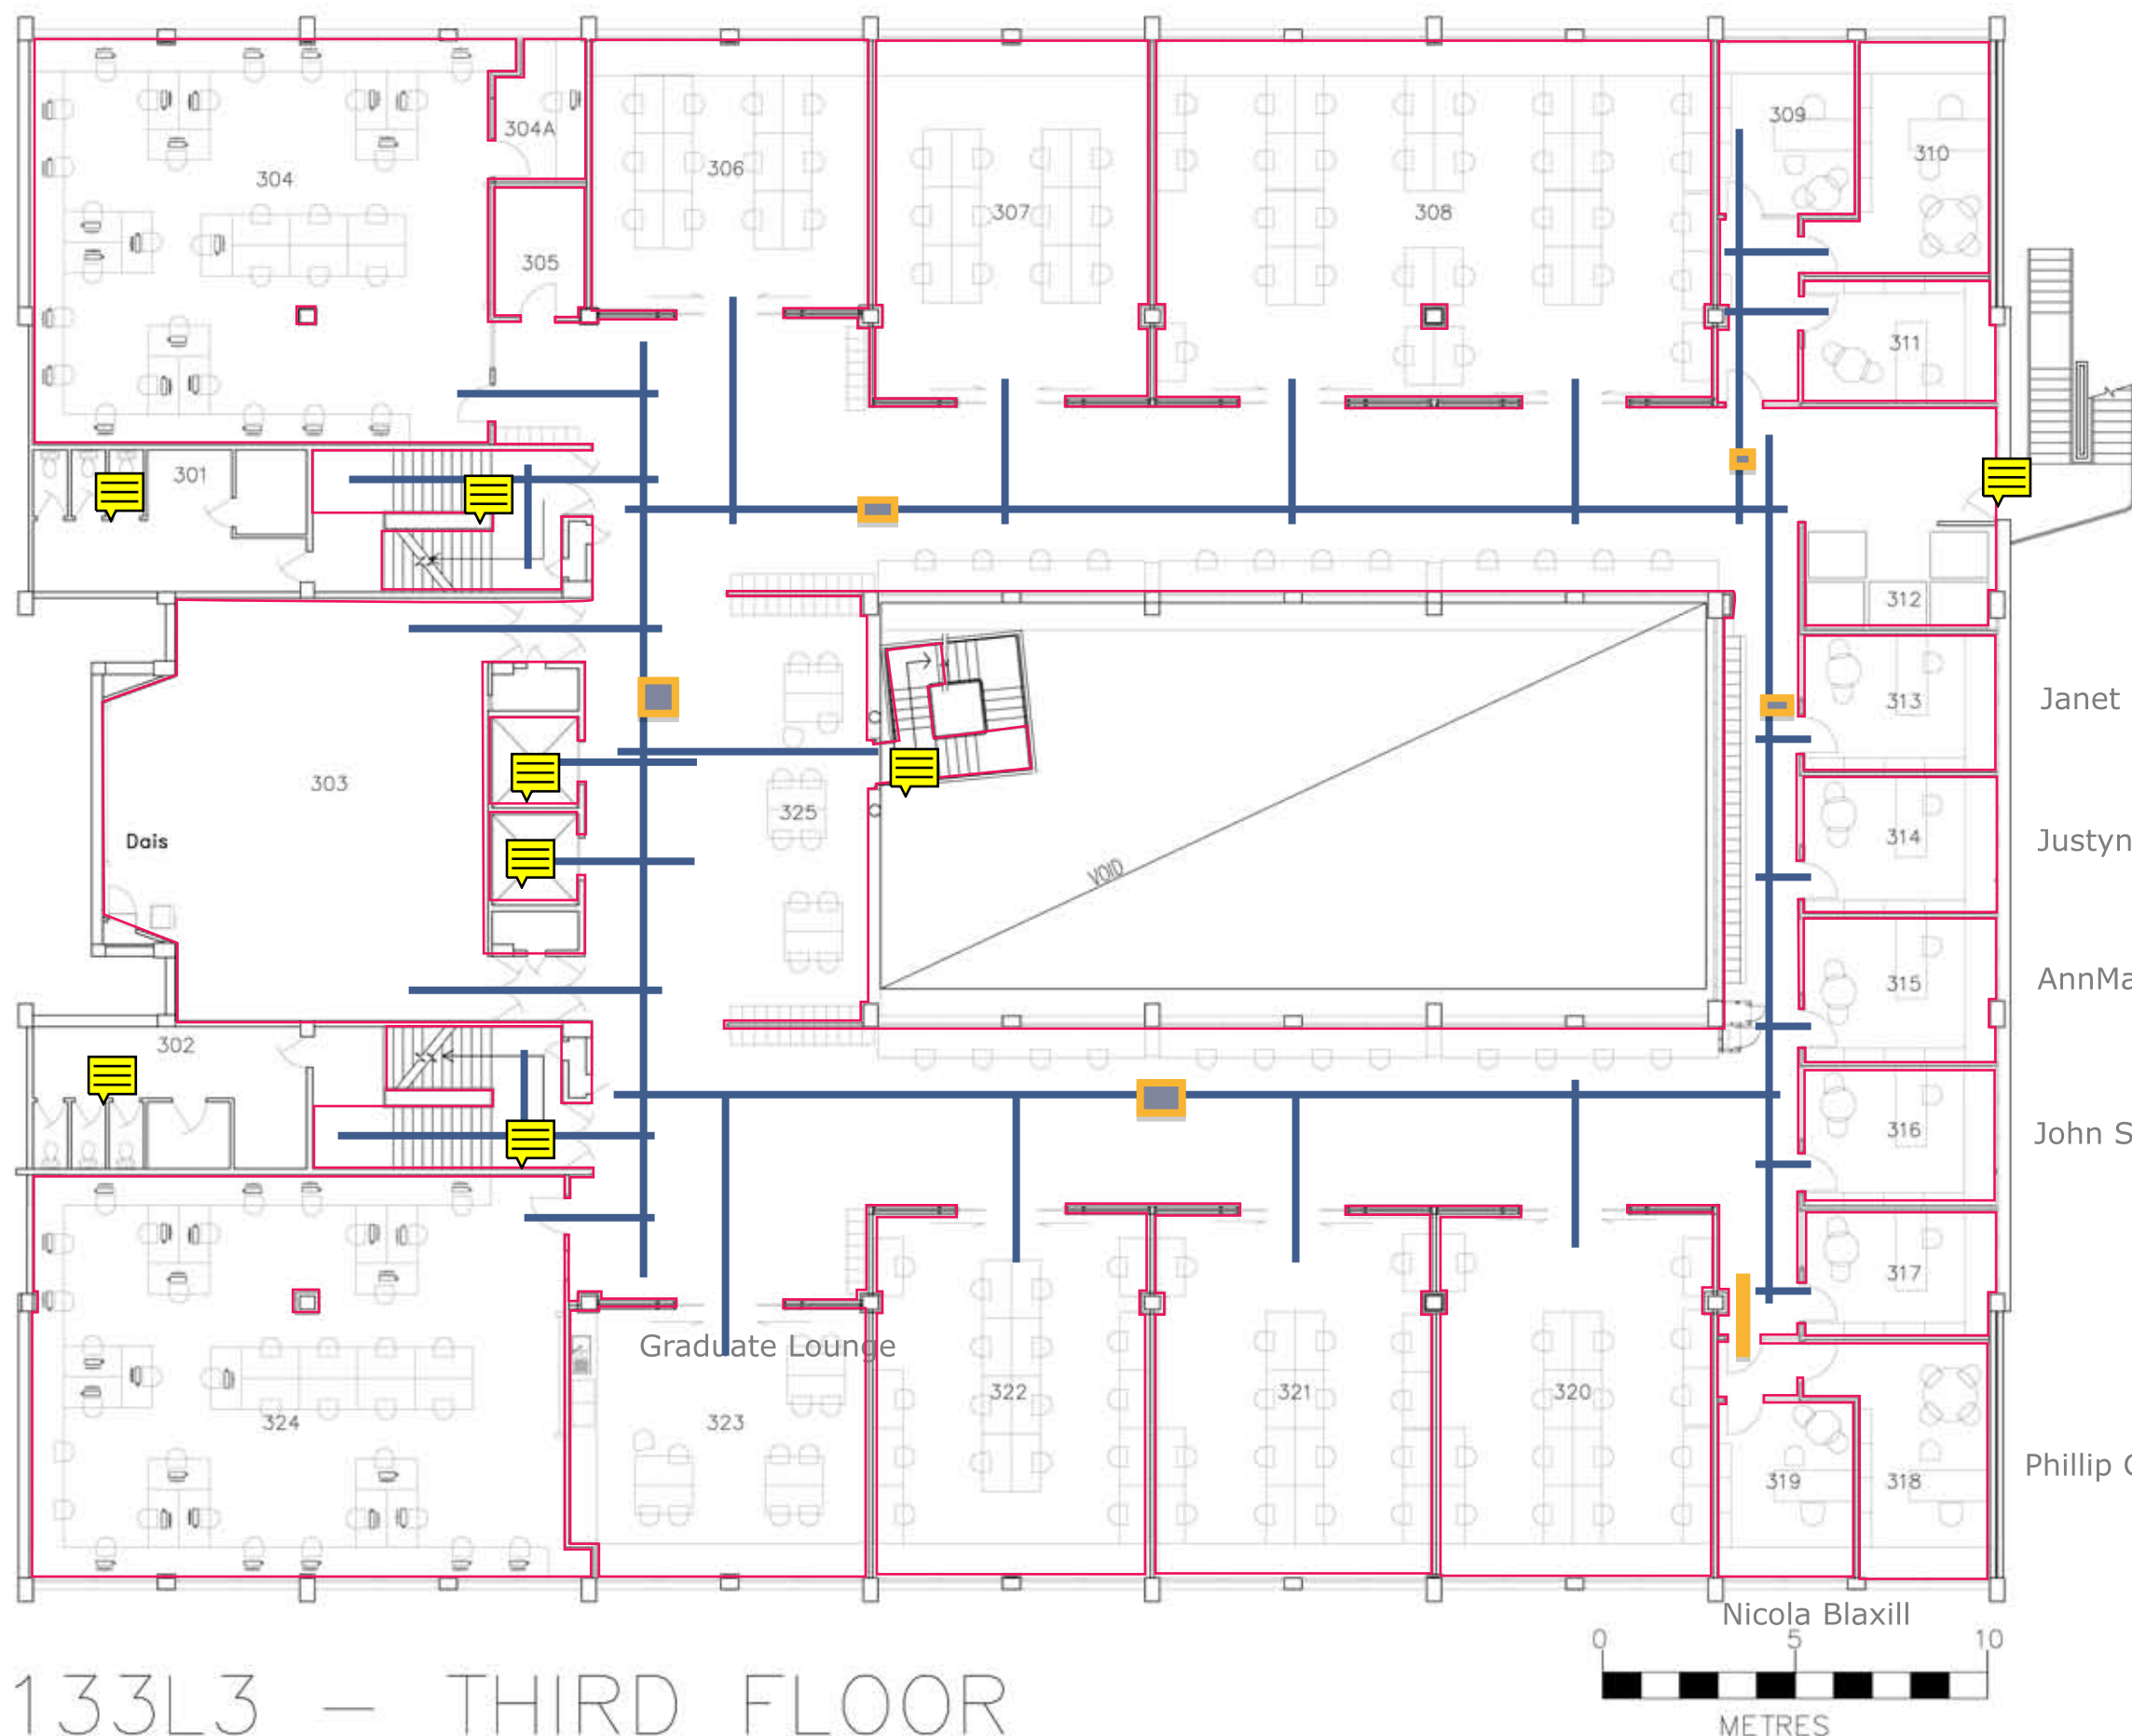 304A
309
310
304
306
307
308
305
311
301
312
313
Janet
303
325
314
Justyn
Dais
VOID
315
AnnMa
302
316
John S
317
Graduate Lounge
322
321
320
324
323
319
318
Phillip
Nicola Blaxill
0 5 10
133L3 – THIRD FLOOR
METRES